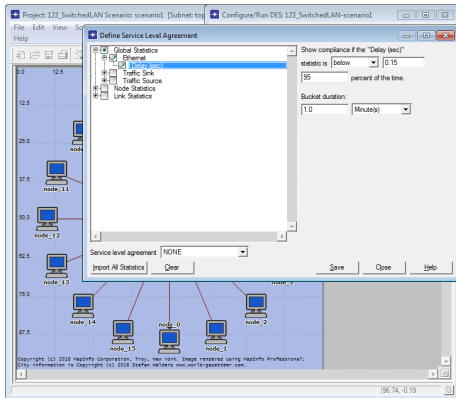 Project: 123_SwitchedLAN Scenario: scenario1 [Subnet: top
Configure/Run DES: 123_SwitchedLAN-scenario1
File Edit View
Help
Define Service Level Agreement
Global Statistics
Ethernet
Delay (sec)
Traffic Sink
Traffic Source
Node Statistics
Link Statistics
Show compliance if the "Delay (sec)"
statistic is below 0.15
95 percent of the time.
Bucket duration:
1.0 Minute(s)
Service level agreement NONE
Import All Statistics Clear Save Close Help
0.0 12.5
12.5
25.0
37.5
50.0
62.5
75.0
87.5
node_11
node_12
node_13
node_14
node_15
node_0
node_1
node_2
Copyright (c) 2016 MapInfo Corporation, Troy, New York. Image rendered using MapInfo Professional;
City information is Copyright (c) 2016 Stefan Helders www.world-gazetteer.com.
96.74, -0.19